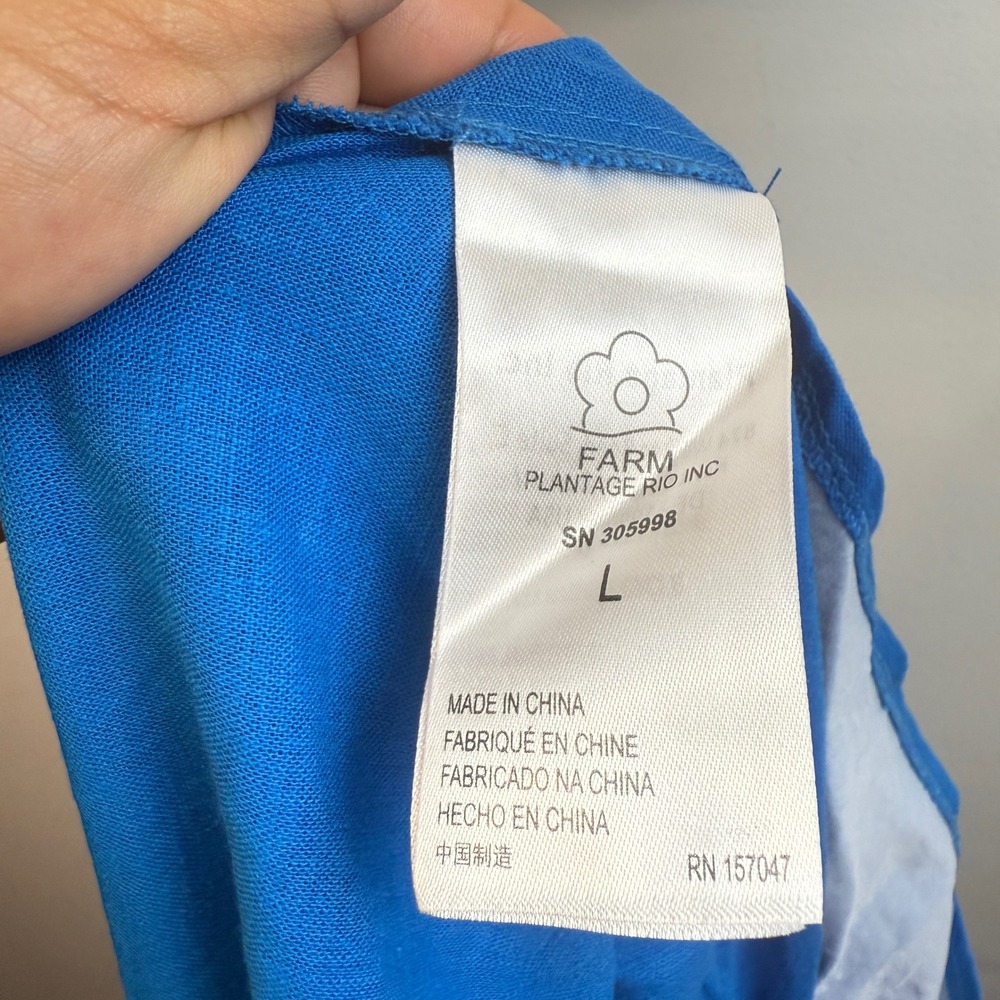 FARM
PLANTAGE RIO INC
SN 305998
L
MADE IN CHINA
FABRIQUÉ EN CHINE
FABRICADO NA CHINA
HECHO EN CHINA
中国制造
RN 157047